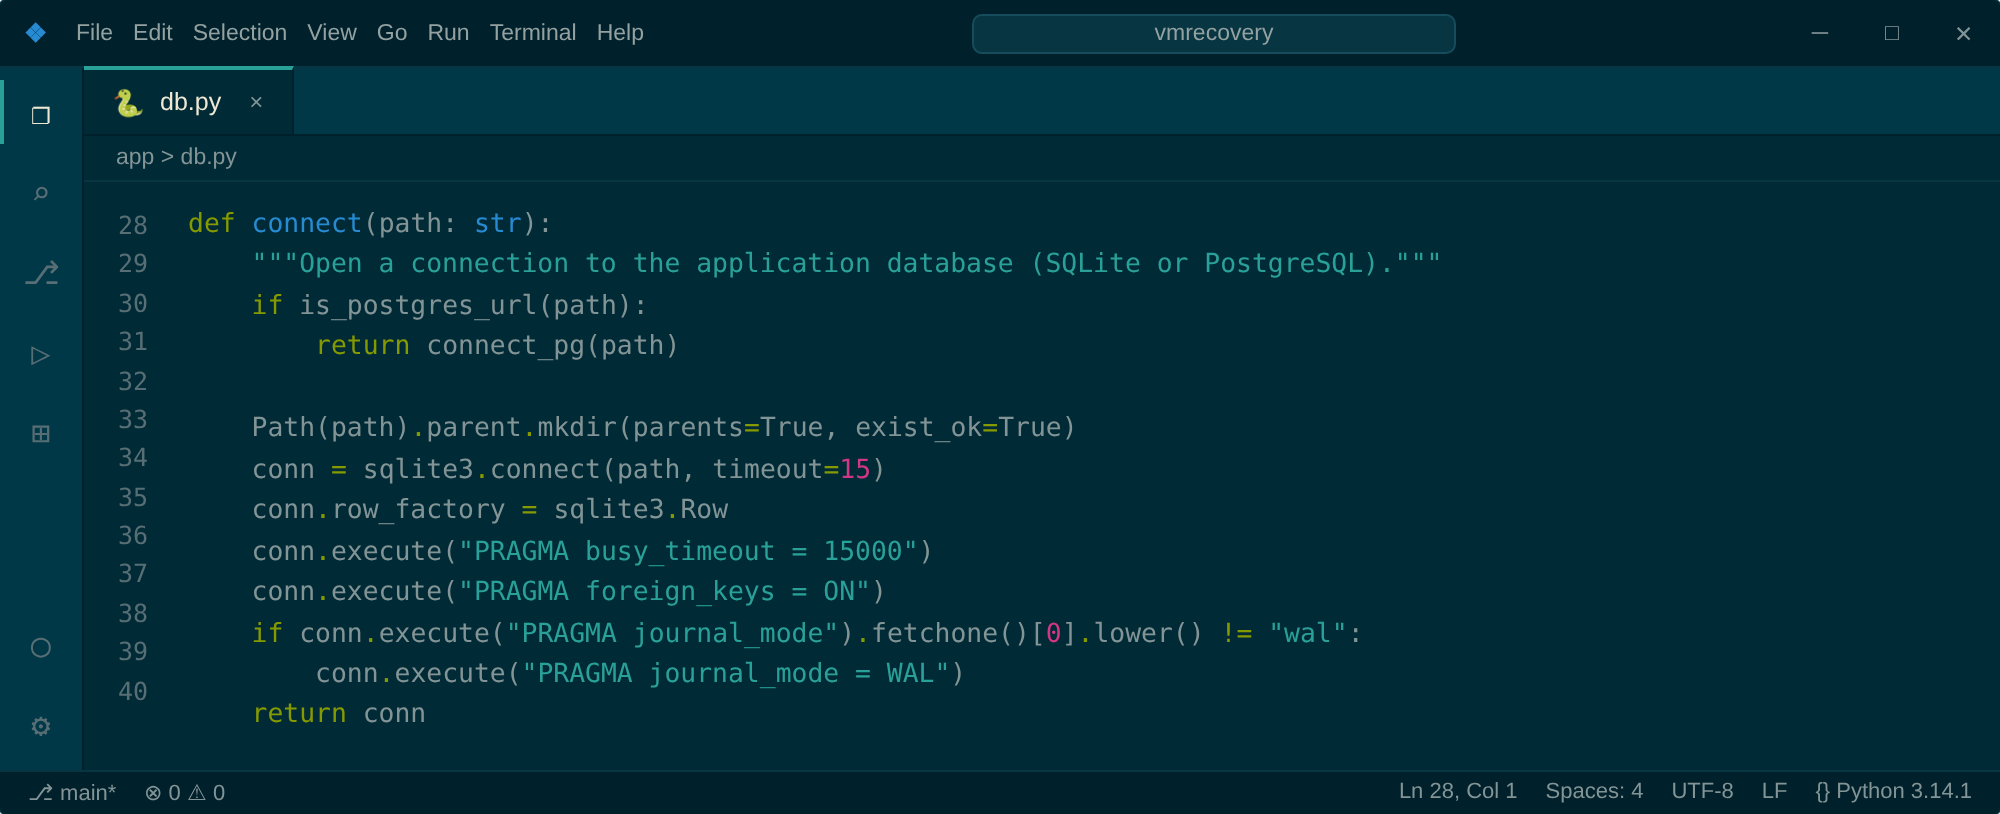 File Edit Selection View Go Run Terminal Help
vmrecovery
db.py
app > db.py
28 def connect(path: str):
29     """Open a connection to the application database (SQLite or PostgreSQL)."""
30     if is_postgres_url(path):
31         return connect_pg(path)
32
33     Path(path).parent.mkdir(parents=True, exist_ok=True)
34     conn = sqlite3.connect(path, timeout=15)
35     conn.row_factory = sqlite3.Row
36     conn.execute("PRAGMA busy_timeout = 15000")
37     conn.execute("PRAGMA foreign_keys = ON")
38     if conn.execute("PRAGMA journal_mode").fetchone()[0].lower() != "wal":
39         conn.execute("PRAGMA journal_mode = WAL")
40     return conn
main* 0 0 Ln 28, Col 1 Spaces: 4 UTF-8 LF {} Python 3.14.1